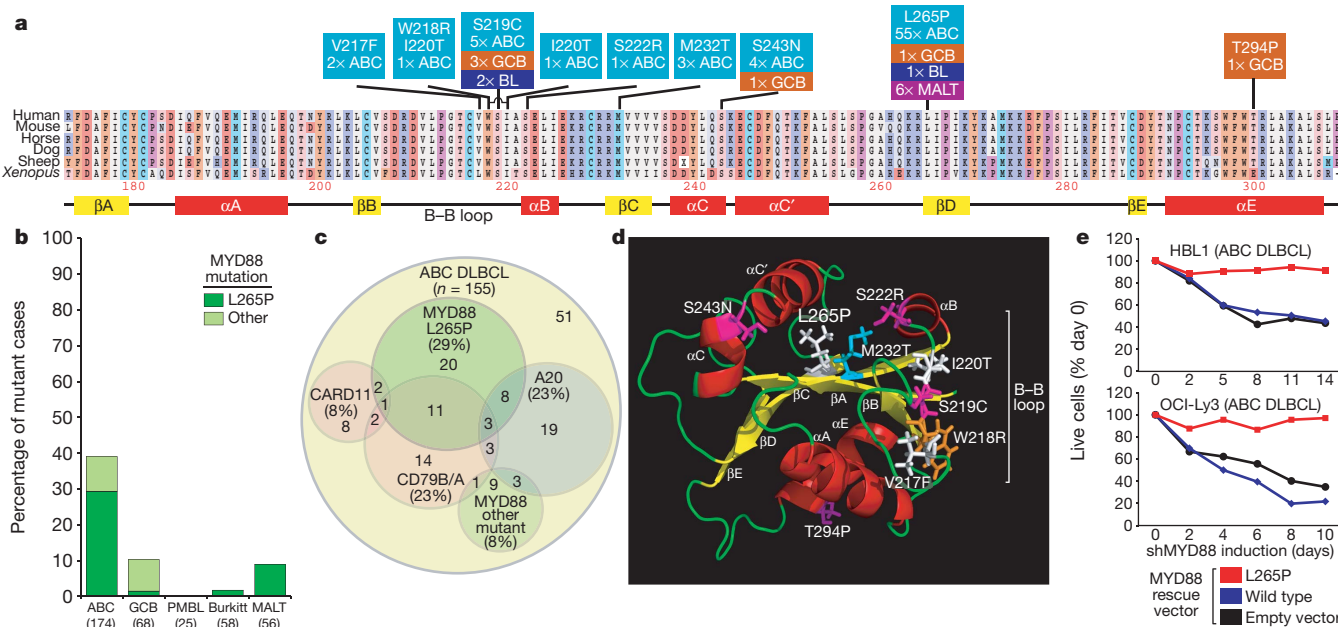 a
V217F
2× ABC
W218R
I220T
1× ABC
S219C
5× ABC
3× GCB
2× BL
I220T
1× ABC
S222R
1× ABC
M232T
3× ABC
S243N
4× ABC
1× GCB
L265P
55× ABC
1× GCB
1× BL
6× MALT
T294P
1× GCB
Human
Mouse
Horse
Dog
Sheep
Xenopus
180 200 220 240 260 280 300
βA αA βB B–B loop αB βC αC αC′ βD βE αE
b
Percentage of mutant cases
100
90
80
70
60
50
40
30
20
10
0
MYD88
mutation
L265P
Other
ABC GCB PMBL Burkitt MALT
(174) (68) (25) (58) (56)
c
ABC DLBCL
(n = 155)
51
MYD88
L265P
(29%)
20
CARD11
(8%)
8
2
1
2
11
A20
(23%)
8
19
3
3
14
CD79B/A
(23%)
1 9 3
MYD88
other
mutant
(8%)
d
αC′
S222R
αB
S243N
L265P
αC
M232T
I220T
B–B
loop
βC
βA
βB
S219C
αE
αA
W218R
βD
βE
V217F
T294P
e
Live cells (% day 0)
HBL1 (ABC DLBCL)
120
100
80
60
40
20
0
0 2 5 8 11 14
OCI-Ly3 (ABC DLBCL)
120
100
80
60
40
20
0
0 2 4 6 8 10
shMYD88 induction (days)
MYD88
rescue
vector
L265P
Wild type
Empty vector